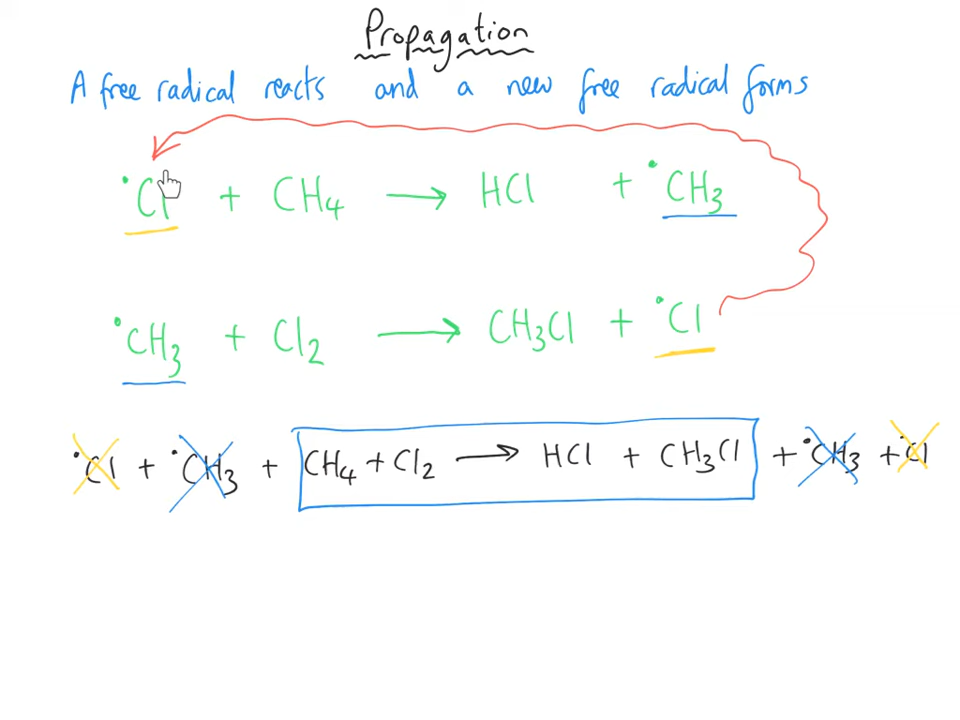 Propagation
A free radical reacts and a new free radical forms
•Cl + CH4 → HCl + •CH3
•CH3 + Cl2 → CH3Cl + •Cl
•Cl + •CH3 + CH4 + Cl2 → HCl + CH3Cl + •CH3 + •Cl